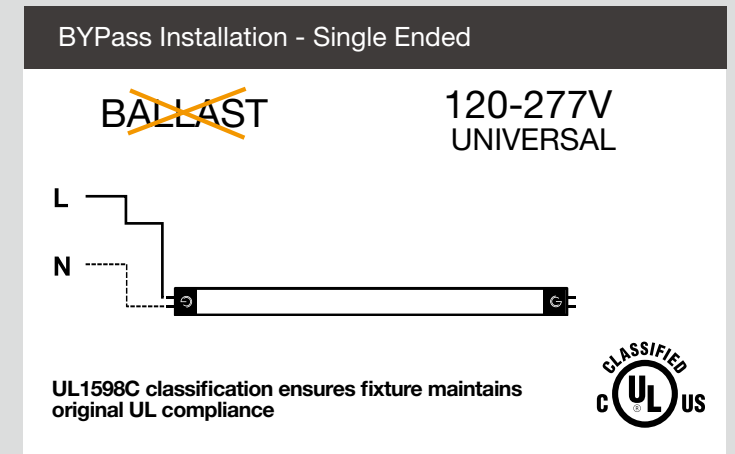 BYPass Installation - Single Ended
BALLAST
120-277V
UNIVERSAL
L
N
UL1598C classification ensures fixture maintains
original UL compliance
CLASSIFIED
C UL ® US